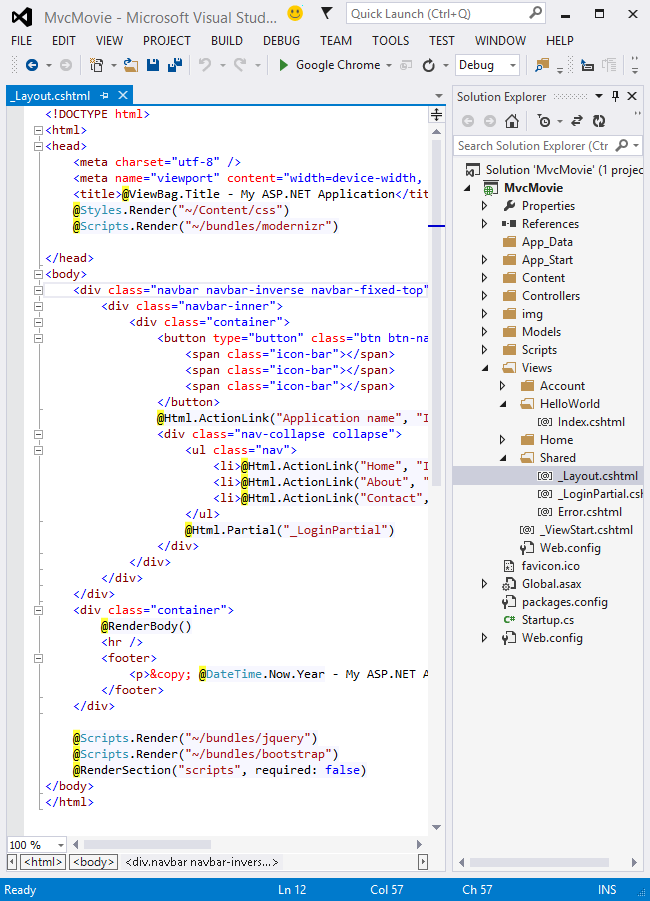 MvcMovie - Microsoft Visual Stud...
Quick Launch (Ctrl+Q)
FILE EDIT VIEW PROJECT BUILD DEBUG TEAM TOOLS TEST WINDOW HELP
Google Chrome Debug
_Layout.cshtml
<!DOCTYPE html>
<html>
<head>
<meta charset="utf-8" />
<meta name="viewport" content="width=device-width,
<title>@ViewBag.Title - My ASP.NET Application</tit
@Styles.Render("~/Content/css")
@Scripts.Render("~/bundles/modernizr")
</head>
<body>
<div class="navbar navbar-inverse navbar-fixed-top"
<div class="navbar-inner">
<div class="container">
<button type="button" class="btn btn-na
<span class="icon-bar"></span>
<span class="icon-bar"></span>
<span class="icon-bar"></span>
</button>
@Html.ActionLink("Application name", "I
<div class="nav-collapse collapse">
<ul class="nav">
<li>@Html.ActionLink("Home", "I
<li>@Html.ActionLink("About", "
<li>@Html.ActionLink("Contact",
</ul>
@Html.Partial("_LoginPartial")
</div>
</div>
</div>
</div>
<div class="container">
@RenderBody()
<hr />
<footer>
<p>&copy; @DateTime.Now.Year - My ASP.NET A
</footer>
</div>
@Scripts.Render("~/bundles/jquery")
@Scripts.Render("~/bundles/bootstrap")
@RenderSection("scripts", required: false)
</body>
</html>
100 %
<html> <body> <div.navbar navbar-invers...>
Solution Explorer
Search Solution Explorer (Ctr
Solution 'MvcMovie' (1 projec
MvcMovie
Properties
References
App_Data
App_Start
Content
Controllers
img
Models
Scripts
Views
Account
HelloWorld
Index.cshtml
Home
Shared
_Layout.cshtml
_LoginPartial.csh
Error.cshtml
_ViewStart.cshtml
Web.config
favicon.ico
Global.asax
packages.config
Startup.cs
Web.config
Ready Ln 12 Col 57 Ch 57 INS